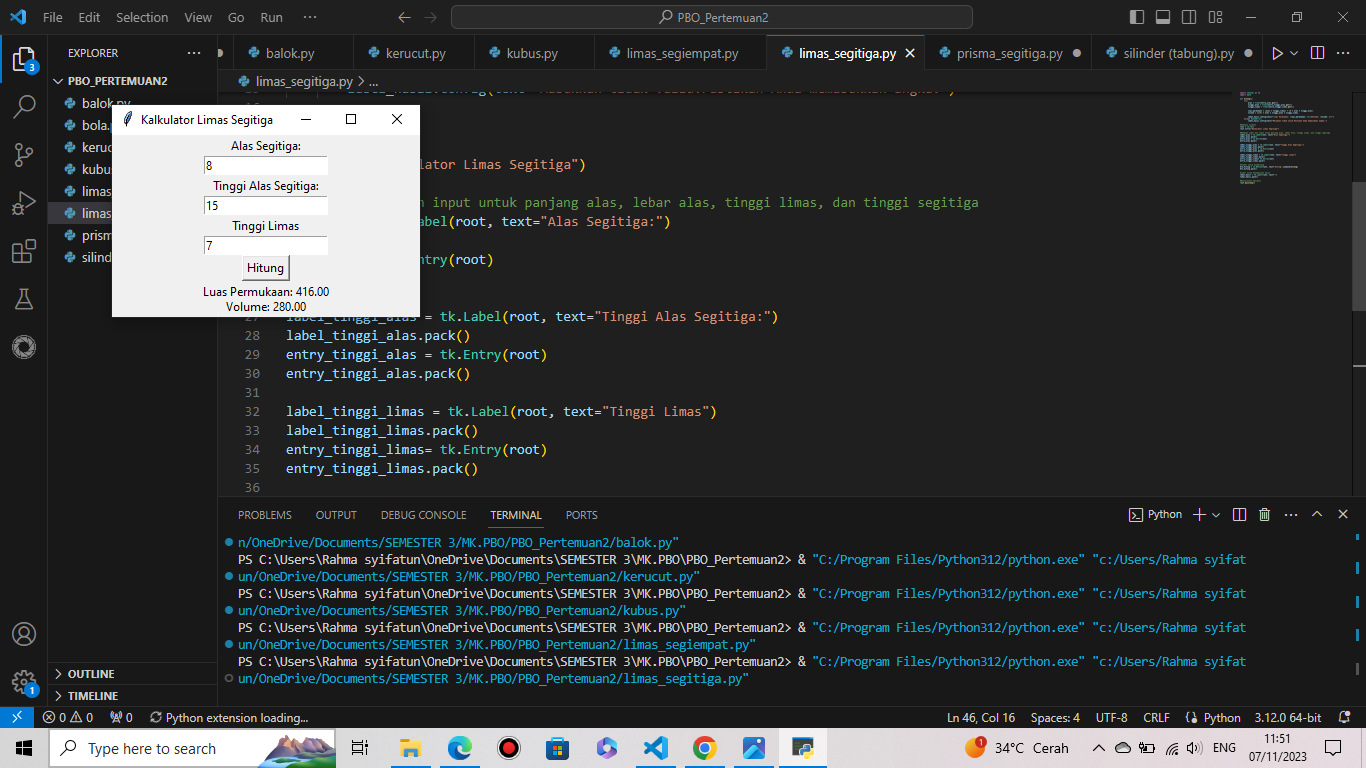 File Edit Selection View Go Run ··· PBO_Pertemuan2
EXPLORER ···
balok.py kerucut.py kubus.py limas_segiempat.py limas_segitiga.py prisma_segitiga.py silinder (tabung).py
PBO_PERTEMUAN2
limas_segitiga.py > ...
balok.py
bola.
keruc
kubus
limas
limas
prism
silind
Kalkulator Limas Segitiga
Alas Segitiga:
8
Tinggi Alas Segitiga:
15
Tinggi Limas
7
Hitung
Luas Permukaan: 416.00
Volume: 280.00
lator Limas Segitiga")
n input untuk panjang alas, lebar alas, tinggi limas, dan tinggi segitiga
abel(root, text="Alas Segitiga:")
ntry(root)
27 label_tinggi_alas = tk.Label(root, text="Tinggi Alas Segitiga:")
28 label_tinggi_alas.pack()
29 entry_tinggi_alas = tk.Entry(root)
30 entry_tinggi_alas.pack()
31
32 label_tinggi_limas = tk.Label(root, text="Tinggi Limas")
33 label_tinggi_limas.pack()
34 entry_tinggi_limas= tk.Entry(root)
35 entry_tinggi_limas.pack()
36
PROBLEMS OUTPUT DEBUG CONSOLE TERMINAL PORTS Python
n/OneDrive/Documents/SEMESTER 3/MK.PBO/PBO_Pertemuan2/balok.py"
PS C:\Users\Rahma syifatun\OneDrive\Documents\SEMESTER 3\MK.PBO\PBO_Pertemuan2> & "C:/Program Files/Python312/python.exe" "c:/Users/Rahma syifat
un/OneDrive/Documents/SEMESTER 3/MK.PBO/PBO_Pertemuan2/kerucut.py"
PS C:\Users\Rahma syifatun\OneDrive\Documents\SEMESTER 3\MK.PBO\PBO_Pertemuan2> & "C:/Program Files/Python312/python.exe" "c:/Users/Rahma syifat
un/OneDrive/Documents/SEMESTER 3/MK.PBO/PBO_Pertemuan2/kubus.py"
PS C:\Users\Rahma syifatun\OneDrive\Documents\SEMESTER 3\MK.PBO\PBO_Pertemuan2> & "C:/Program Files/Python312/python.exe" "c:/Users/Rahma syifat
un/OneDrive/Documents/SEMESTER 3/MK.PBO/PBO_Pertemuan2/limas_segiempat.py"
PS C:\Users\Rahma syifatun\OneDrive\Documents\SEMESTER 3\MK.PBO\PBO_Pertemuan2> & "C:/Program Files/Python312/python.exe" "c:/Users/Rahma syifat
un/OneDrive/Documents/SEMESTER 3/MK.PBO/PBO_Pertemuan2/limas_segitiga.py"
OUTLINE
TIMELINE
3
1
0 0 0 Python extension loading... Ln 46, Col 16 Spaces: 4 UTF-8 CRLF Python 3.12.0 64-bit
Type here to search 1 34°C Cerah ENG 11:51
07/11/2023